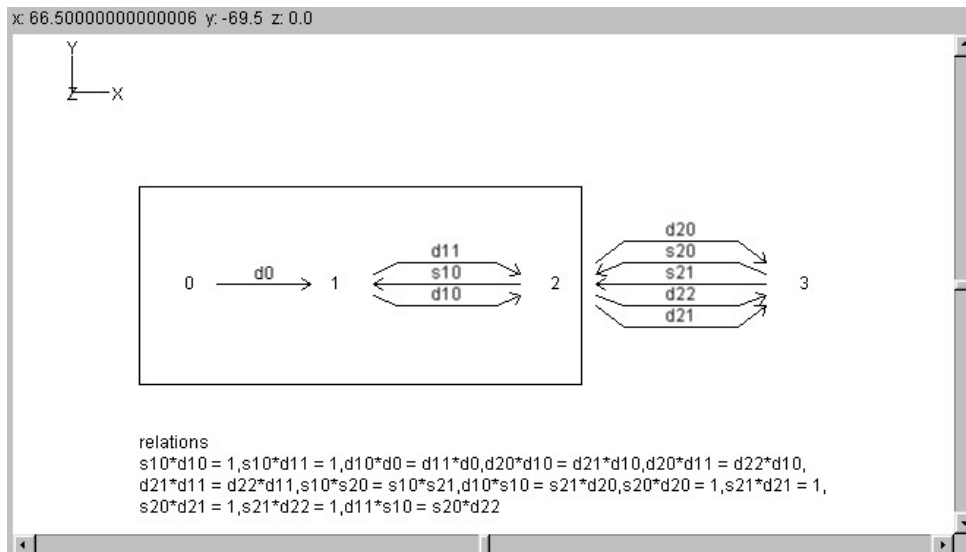 x: 66.50000000000006 y: -69.5 z: 0.0
Y
Z X
d20
d11 s20
0 d0 1 s10 2 s21 3
d10 d22
d21
relations
s10*d10 = 1,s10*d11 = 1,d10*d0 = d11*d0,d20*d10 = d21*d10,d20*d11 = d22*d10,
d21*d11 = d22*d11,s10*s20 = s10*s21,d10*s10 = s21*d20,s20*d20 = 1,s21*d21 = 1,
s20*d21 = 1,s21*d22 = 1,d11*s10 = s20*d22